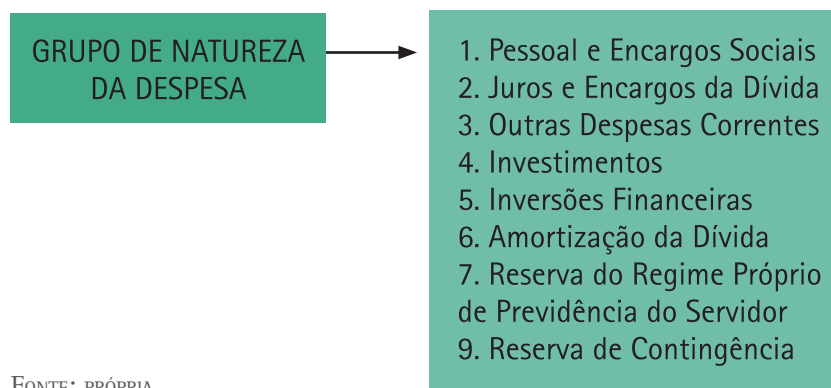 GRUPO DE NATUREZA
DA DESPESA
1. Pessoal e Encargos Sociais
2. Juros e Encargos da Dívida
3. Outras Despesas Correntes
4. Investimentos
5. Inversões Financeiras
6. Amortização da Dívida
7. Reserva do Regime Próprio
de Previdência do Servidor
9. Reserva de Contingência
FONTE: PRÓPRIA